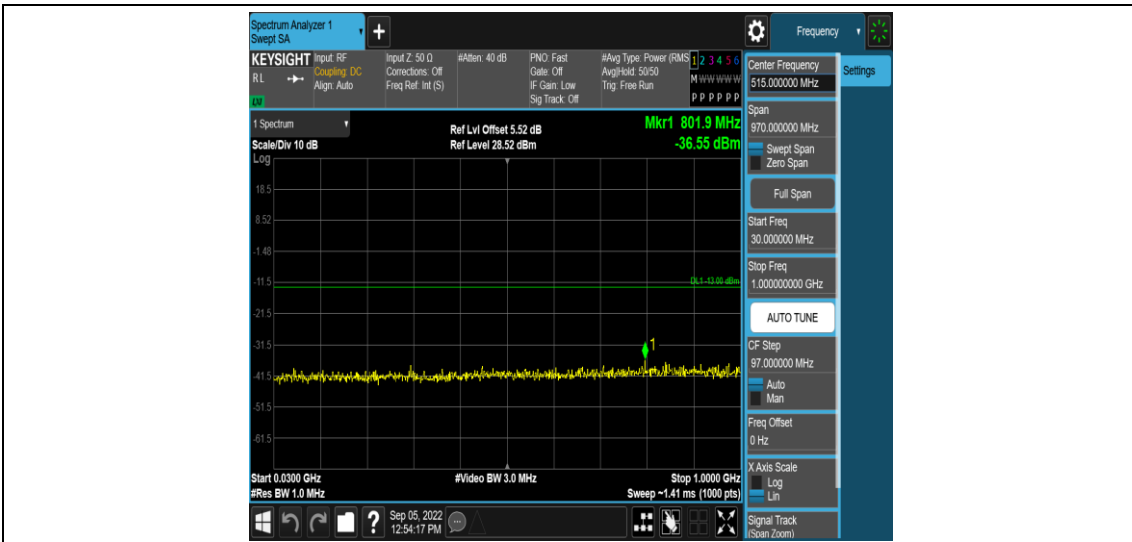 Spectrum Analyzer 1
Swept SA
Frequency
KEYSIGHT
RL
LXI
Input: RF
Coupling: DC
Align: Auto
Input Z: 50 Ω
Corrections: Off
Freq Ref: Int (S)
#Atten: 40 dB
PNO: Fast
Gate: Off
IF Gain: Low
Sig Track: Off
#Avg Type: Power (RMS
Avg|Hold: 50/50
Trig: Free Run
1 2 3 4 5 6
M W W W W W
P P P P P P
1 Spectrum
Scale/Div 10 dB
Log
Ref Lvl Offset 5.52 dB
Ref Level 28.52 dBm
Mkr1 801.9 MHz
-36.55 dBm
18.5
8.52
-1.48
-11.5
DL1 -13.00 dBm
-21.5
-31.5
1
-41.5
-51.5
-61.5
Start 0.0300 GHz
#Res BW 1.0 MHz
#Video BW 3.0 MHz
Stop 1.0000 GHz
Sweep ~1.41 ms (1000 pts)
Sep 05, 2022
12:54:17 PM
Settings
Center Frequency
515.000000 MHz
Span
970.000000 MHz
Swept Span
Zero Span
Full Span
Start Freq
30.000000 MHz
Stop Freq
1.000000000 GHz
AUTO TUNE
CF Step
97.000000 MHz
Auto
Man
Freq Offset
0 Hz
X Axis Scale
Log
Lin
Signal Track
(Span Zoom)